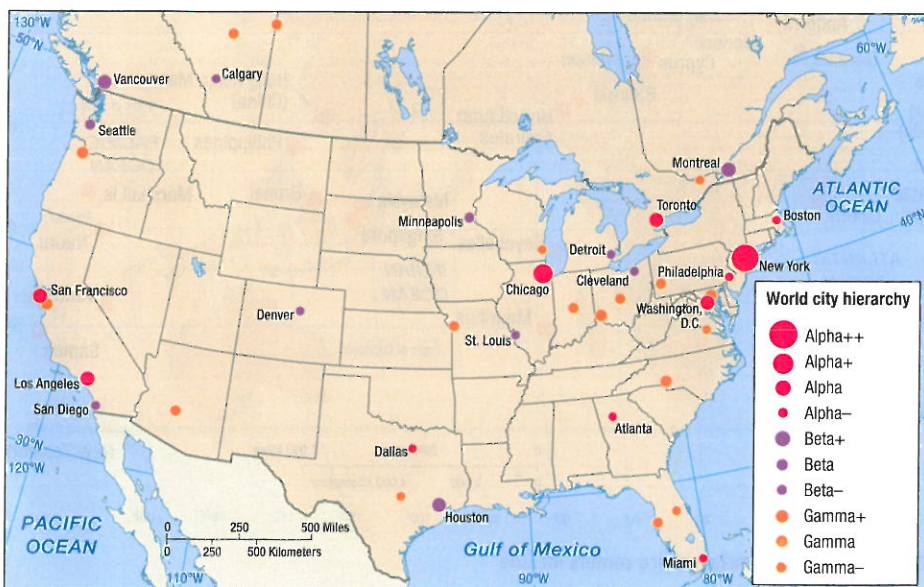 130°W
50°N
60°W
Vancouver
Calgary
Seattle
Montreal
ATLANTIC
OCEAN
40°N
Toronto
Boston
Minneapolis
Detroit
Philadelphia
New York
San Francisco
Chicago
Cleveland
Denver
Washington,
D.C.
St. Louis
Los Angeles
San Diego
Atlanta
Dallas
30°N
120°W
Houston
PACIFIC
OCEAN
0 250 500 Miles
0 250 500 Kilometers
Gulf of Mexico
Miami
110°W
90°W
80°W
World city hierarchy
Alpha++
Alpha+
Alpha
Alpha–
Beta+
Beta
Beta–
Gamma+
Gamma
Gamma–